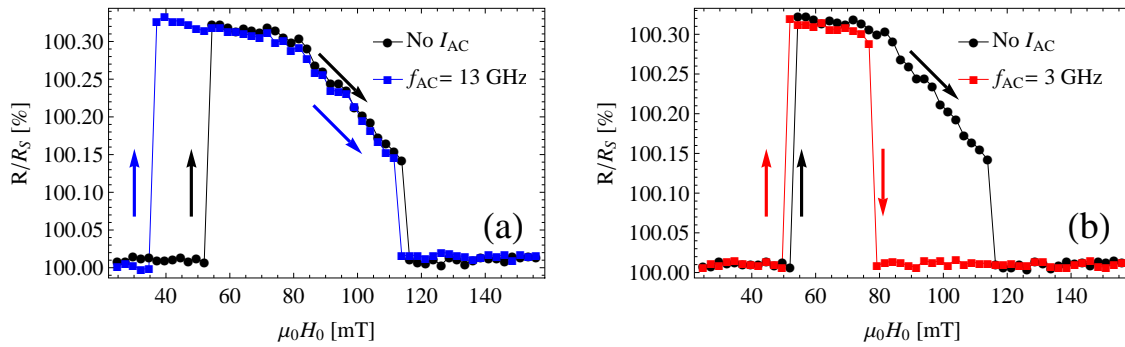 100.30
100.25
100.20
100.15
100.10
100.05
100.00
R/R_S [%]
No I_AC
f_AC = 13 GHz
(a)
40 60 80 100 120 140
μ₀H₀ [mT]
100.30
100.25
100.20
100.15
100.10
100.05
100.00
R/R_S [%]
No I_AC
f_AC = 3 GHz
(b)
40 60 80 100 120 140
μ₀H₀ [mT]